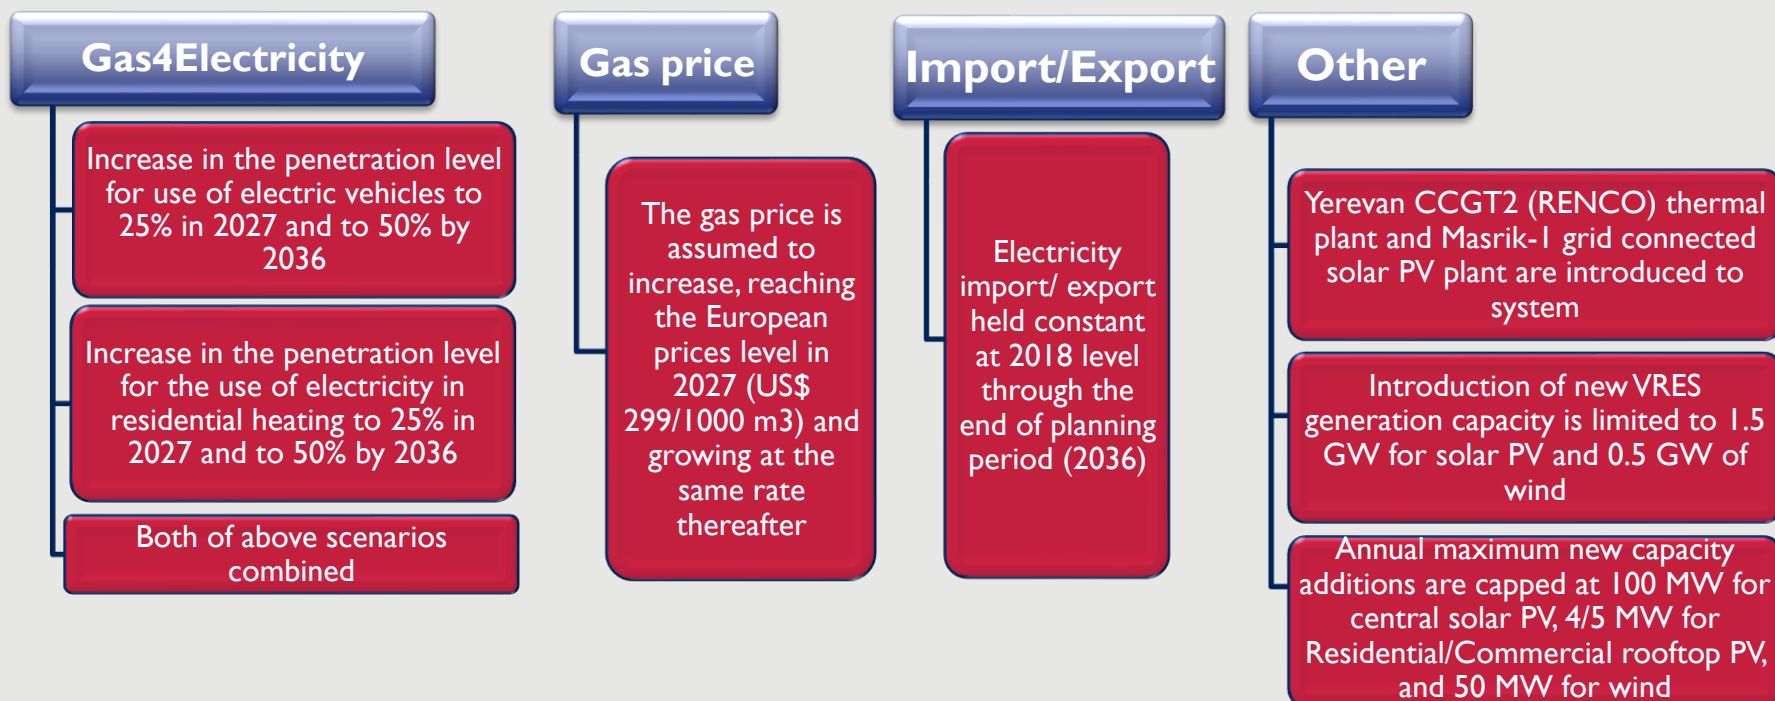 Gas4Electricity
Increase in the penetration level
for use of electric vehicles to
25% in 2027 and to 50% by
2036
Increase in the penetration level
for the use of electricity in
residential heating to 25% in
2027 and to 50% by 2036
Both of above scenarios
combined
Gas price
The gas price is
assumed to
increase, reaching
the European
prices level in
2027 (US$
299/1000 m3) and
growing at the
same rate
thereafter
Import/Export
Electricity
import/ export
held constant
at 2018 level
through the
end of planning
period (2036)
Other
Yerevan CCGT2 (RENCO) thermal
plant and Masrik-1 grid connected
solar PV plant are introduced to
system
Introduction of new VRES
generation capacity is limited to 1.5
GW for solar PV and 0.5 GW of
wind
Annual maximum new capacity
additions are capped at 100 MW for
central solar PV, 4/5 MW for
Residential/Commercial rooftop PV,
and 50 MW for wind